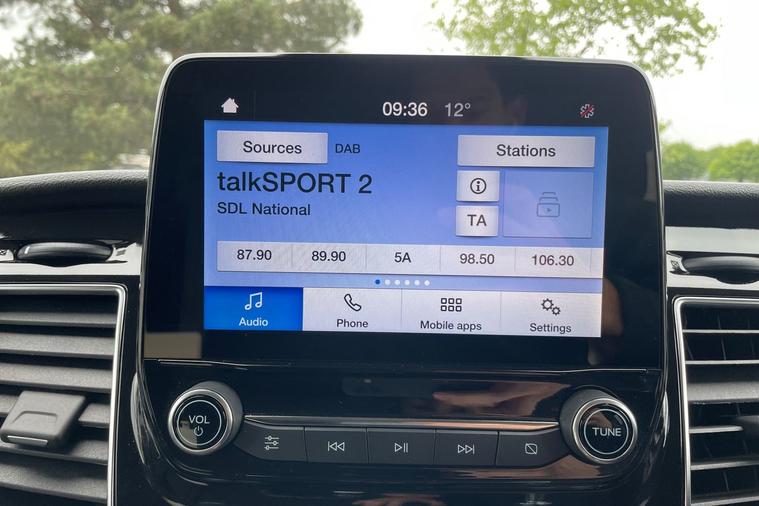 09:36 12°
Sources DAB Stations
talkSPORT 2
SDL National
TA
87.90 89.90 5A 98.50 106.30
Audio Phone Mobile apps Settings
VOL TUNE